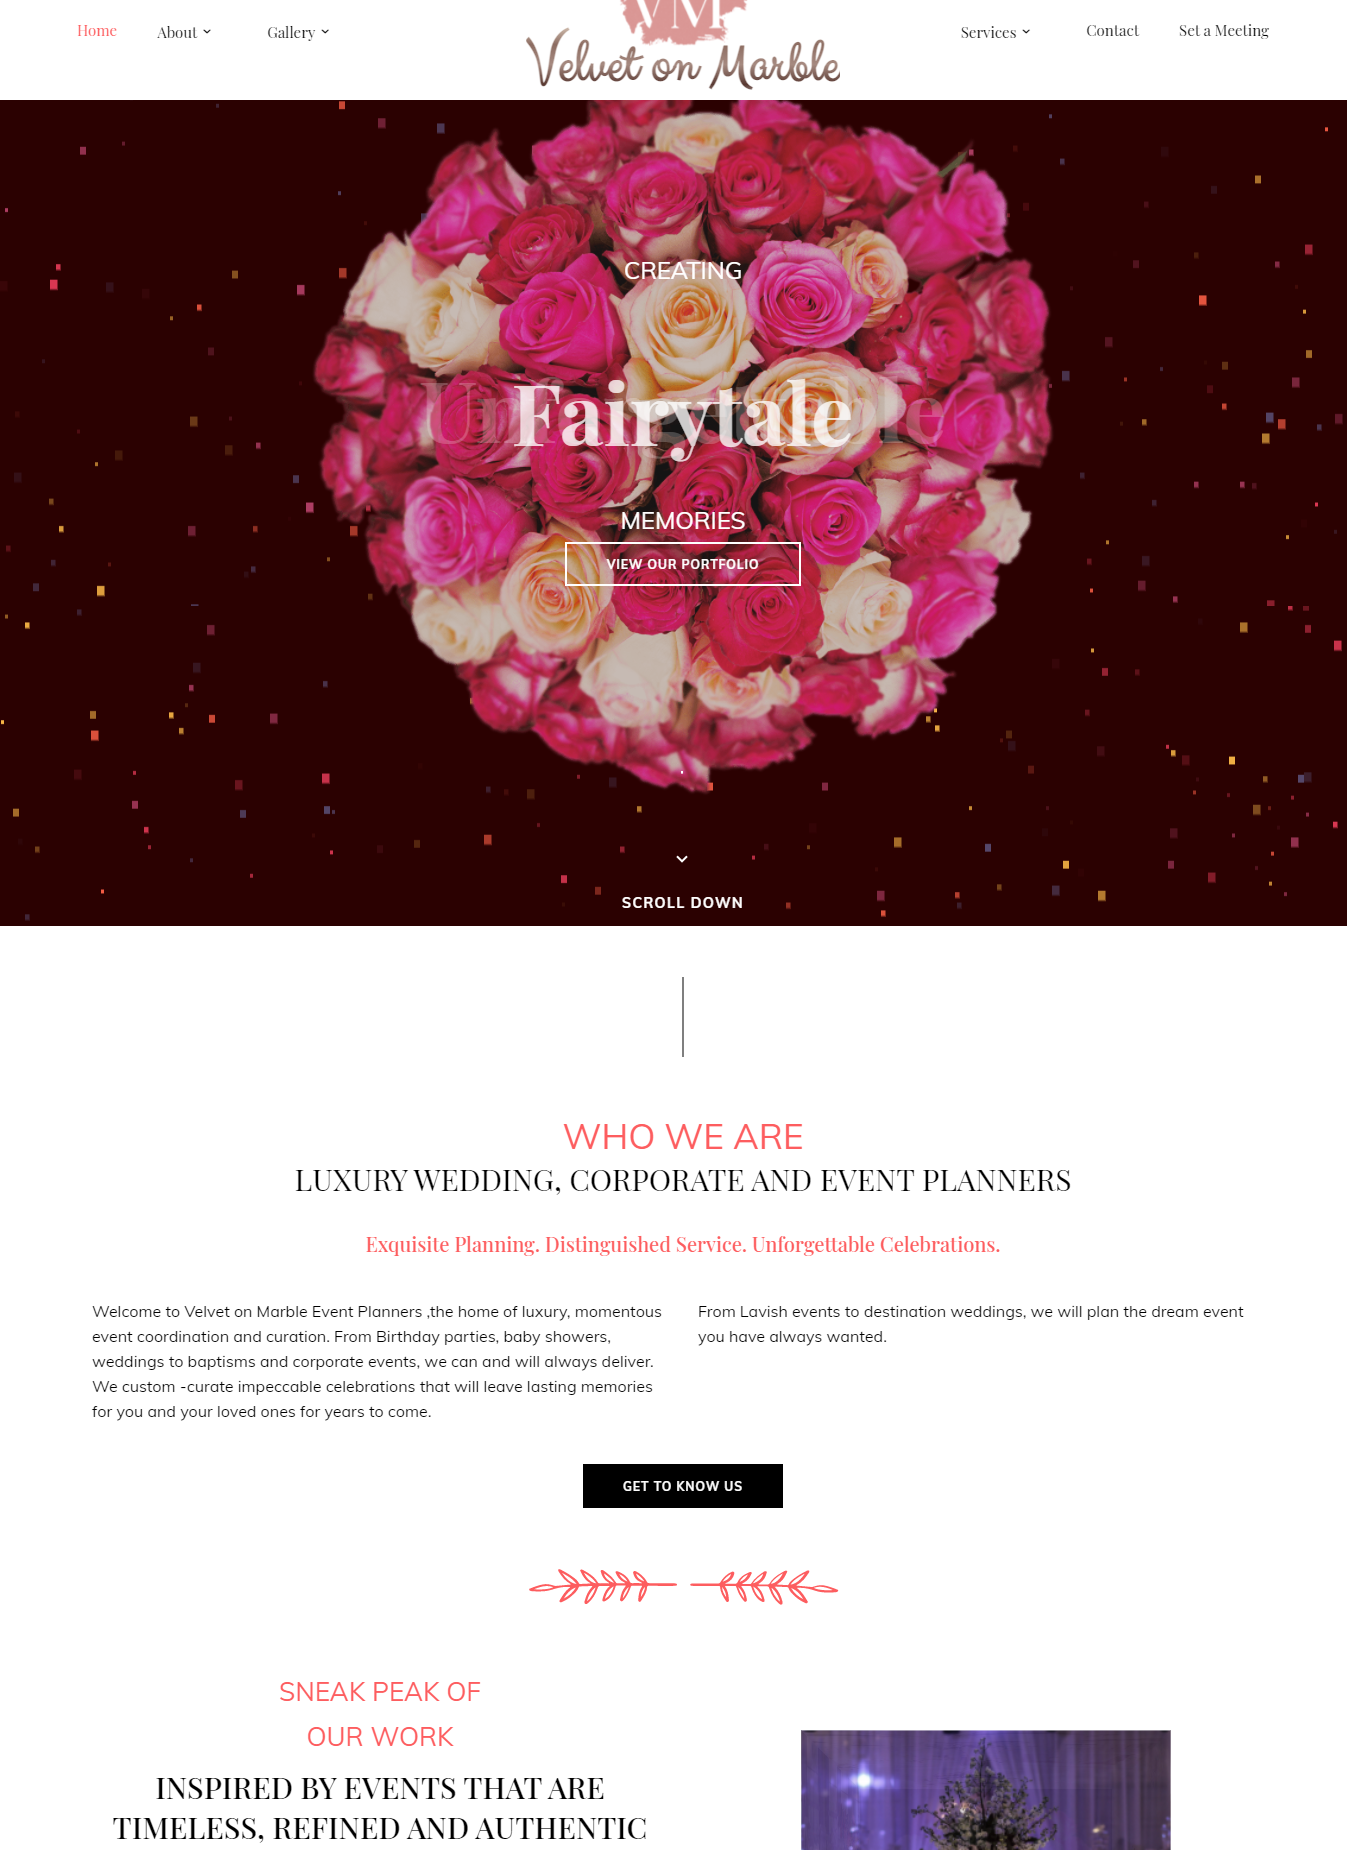 Home
About
Gallery
VM
Velvet on Marble
Services
Contact
Set a Meeting
CREATING
Fairytale
MEMORIES
VIEW OUR PORTFOLIO
SCROLL DOWN
WHO WE ARE
LUXURY WEDDING, CORPORATE AND EVENT PLANNERS
Exquisite Planning. Distinguished Service. Unforgettable Celebrations.
Welcome to Velvet on Marble Event Planners ,the home of luxury, momentous
event coordination and curation. From Birthday parties, baby showers,
weddings to baptisms and corporate events, we can and will always deliver.
We custom -curate impeccable celebrations that will leave lasting memories
for you and your loved ones for years to come.
From Lavish events to destination weddings, we will plan the dream event
you have always wanted.
GET TO KNOW US
SNEAK PEAK OF
OUR WORK
INSPIRED BY EVENTS THAT ARE
TIMELESS, REFINED AND AUTHENTIC